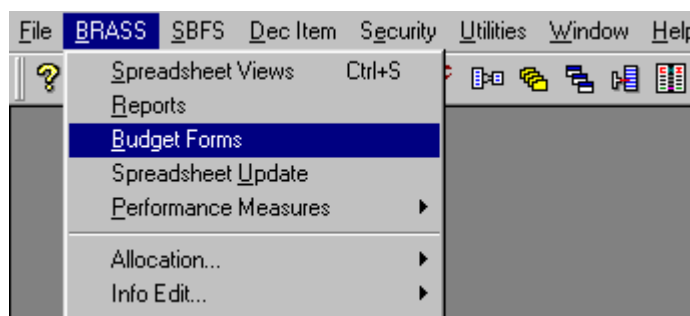 File BRASS SBFS Dec Item Security Utilities Window Help
Spreadsheet Views Ctrl+S
Reports
Budget Forms
Spreadsheet Update
Performance Measures
Allocation...
Info Edit...